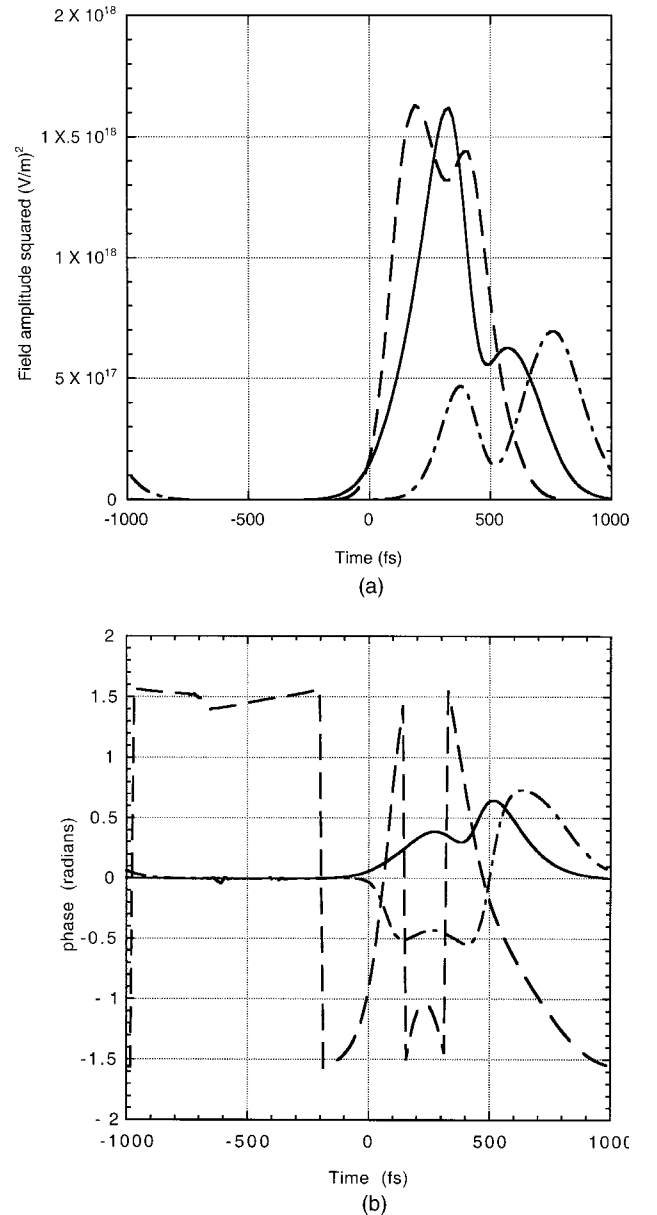 2 X 10¹⁸
1 X.5 10¹⁸
1 X 10¹⁸
5 X 10¹⁷
0
Field amplitude squared (V/m)²
-1000 -500 0 500 1000
Time (fs)
(a)
2
1.5
1
0.5
0
-0.5
- 1
-1.5
- 2
phase (radians)
-1000 -500 0 500 1000
Time (fs)
(b)